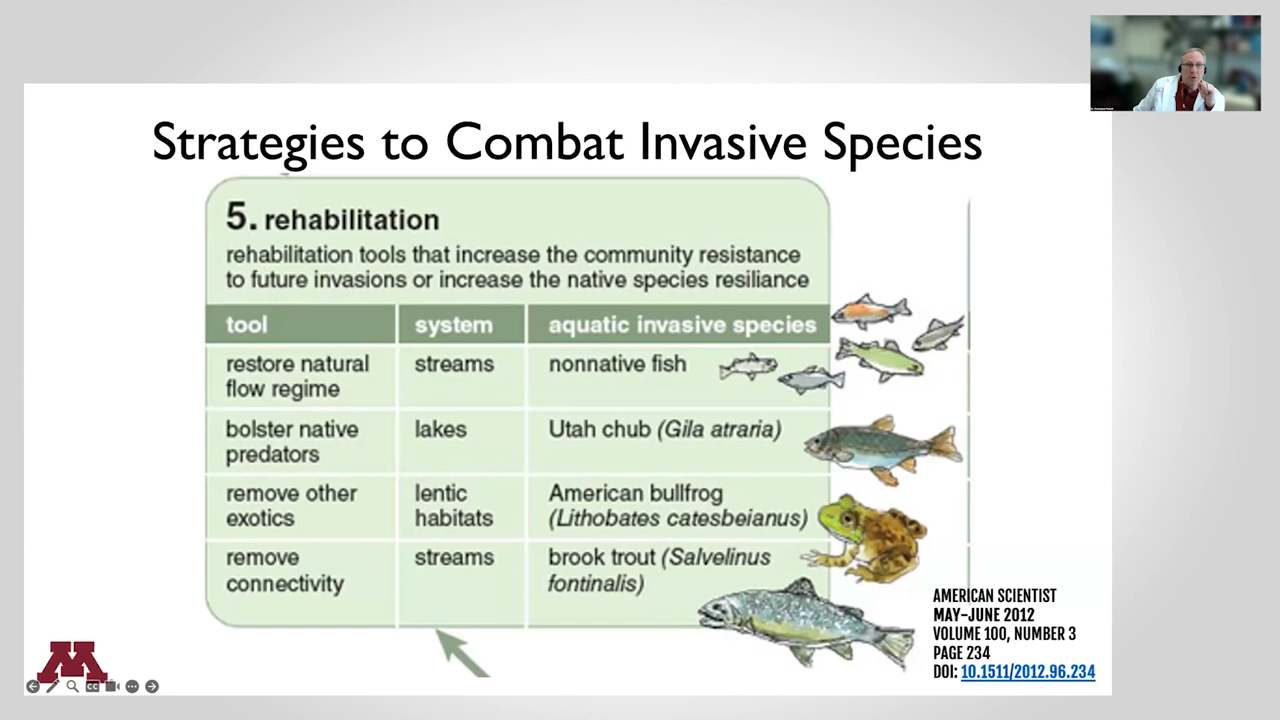 Strategies to Combat Invasive Species
5. rehabilitation
rehabilitation tools that increase the community resistance
to future invasions or increase the native species resiliance
tool system aquatic invasive species
restore natural streams nonnative fish
flow regime
bolster native lakes Utah chub (Gila atraria)
predators
remove other lentic American bullfrog
exotics habitats (Lithobates catesbeianus)
remove streams brook trout (Salvelinus
connectivity fontinalis)
AMERICAN SCIENTIST
MAY–JUNE 2012
VOLUME 100, NUMBER 3
PAGE 234
DOI: 10.1511/2012.96.234
M
CC